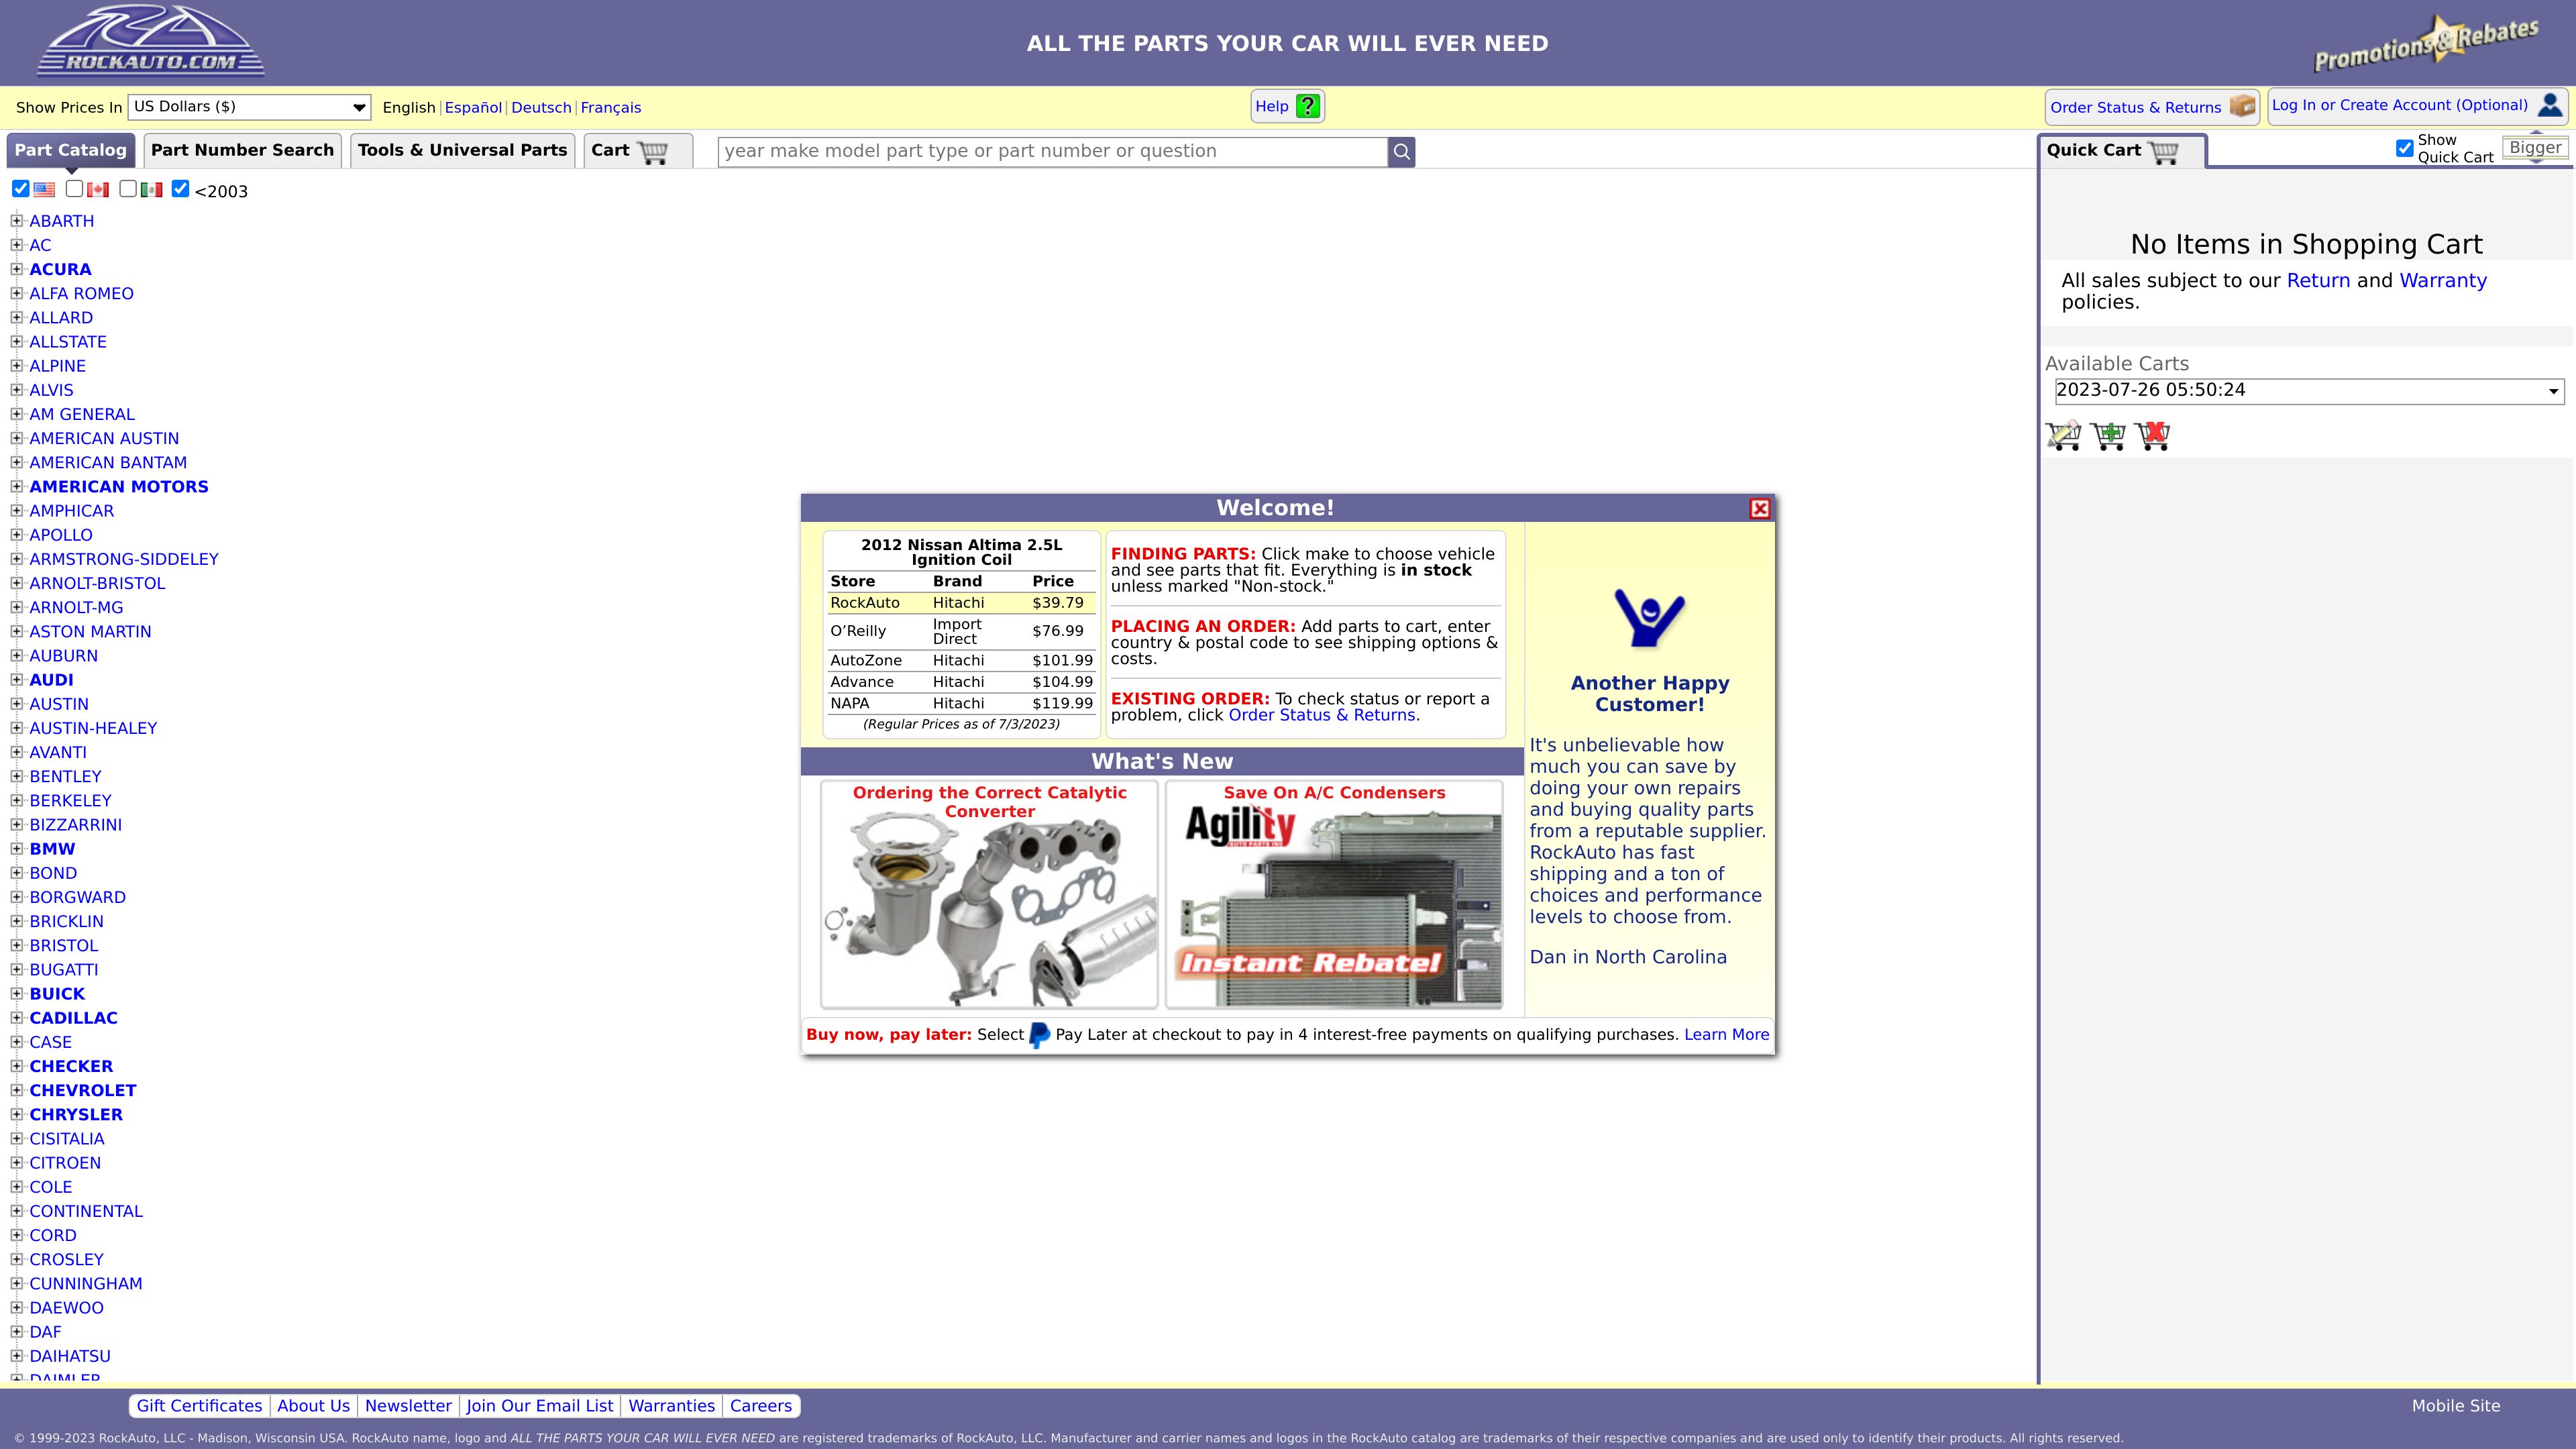 ROCKAUTO.COM
ALL THE PARTS YOUR CAR WILL EVER NEED
Promotions & Rebates
Show Prices In US Dollars ($) English | Español | Deutsch | Français
Help ?
Order Status & Returns
Log In or Create Account (Optional)
Part Catalog
Part Number Search
Tools & Universal Parts
Cart
year make model part type or part number or question
Quick Cart
Show
Quick Cart
Bigger
<2003
ABARTH
AC
ACURA
ALFA ROMEO
ALLARD
ALLSTATE
ALPINE
ALVIS
AM GENERAL
AMERICAN AUSTIN
AMERICAN BANTAM
AMERICAN MOTORS
AMPHICAR
APOLLO
ARMSTRONG-SIDDELEY
ARNOLT-BRISTOL
ARNOLT-MG
ASTON MARTIN
AUBURN
AUDI
AUSTIN
AUSTIN-HEALEY
AVANTI
BENTLEY
BERKELEY
BIZZARRINI
BMW
BOND
BORGWARD
BRICKLIN
BRISTOL
BUGATTI
BUICK
CADILLAC
CASE
CHECKER
CHEVROLET
CHRYSLER
CISITALIA
CITROEN
COLE
CONTINENTAL
CORD
CROSLEY
CUNNINGHAM
DAEWOO
DAF
DAIHATSU
DAIMLER
Welcome!
2012 Nissan Altima 2.5L
Ignition Coil
Store Brand Price
RockAuto Hitachi $39.79
O’Reilly Import Direct $76.99
AutoZone Hitachi $101.99
Advance Hitachi $104.99
NAPA Hitachi $119.99
(Regular Prices as of 7/3/2023)
FINDING PARTS: Click make to choose vehicle
and see parts that fit. Everything is in stock
unless marked "Non-stock."
PLACING AN ORDER: Add parts to cart, enter
country & postal code to see shipping options &
costs.
EXISTING ORDER: To check status or report a
problem, click Order Status & Returns.
What's New
Ordering the Correct Catalytic
Converter
Save On A/C Condensers
Agility
AUTO PARTS INC
Instant Rebate!
Another Happy
Customer!
It's unbelievable how
much you can save by
doing your own repairs
and buying quality parts
from a reputable supplier.
RockAuto has fast
shipping and a ton of
choices and performance
levels to choose from.
Dan in North Carolina
Buy now, pay later: Select Pay Later at checkout to pay in 4 interest-free payments on qualifying purchases. Learn More
No Items in Shopping Cart
All sales subject to our Return and Warranty
policies.
Available Carts
2023-07-26 05:50:24
Gift Certificates | About Us | Newsletter | Join Our Email List | Warranties | Careers
Mobile Site
© 1999-2023 RockAuto, LLC - Madison, Wisconsin USA. RockAuto name, logo and ALL THE PARTS YOUR CAR WILL EVER NEED are registered trademarks of RockAuto, LLC. Manufacturer and carrier names and logos in the RockAuto catalog are trademarks of their respective companies and are used only to identify their products. All rights reserved.